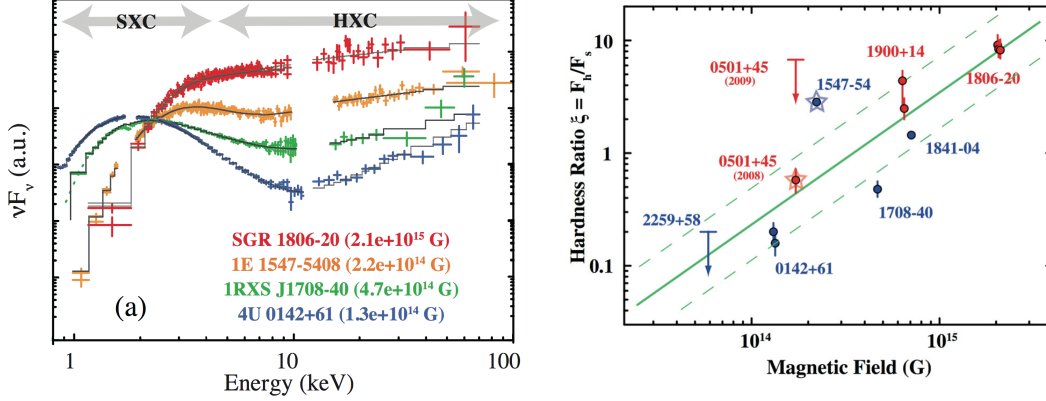 SXC HXC
νFν (a.u.)
SGR 1806-20 (2.1e+10¹⁵ G)
1E 1547-5408 (2.2e+10¹⁴ G)
1RXS J1708-40 (4.7e+10¹⁴ G)
4U 0142+61 (1.3e+10¹⁴ G)
(a)
1 10 100
Energy (keV)
Hardness Ratio ξ = Fh/Fs
10
1
0.1
0501+45
(2009)
1547-54
1900+14
1806-20
0501+45
(2008)
1841-04
1708-40
2259+58
0142+61
10¹⁴ 10¹⁵
Magnetic Field (G)